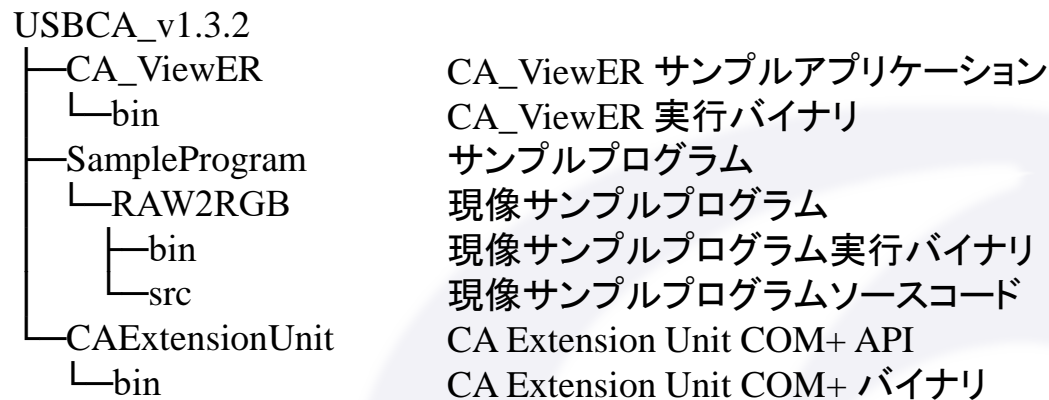 USBCA_v1.3.2
├─CA_ViewER CA_ViewER サンプルアプリケーション
│ └─bin CA_ViewER 実行バイナリ
├─SampleProgram サンプルプログラム
│ └─RAW2RGB 現像サンプルプログラム
│ ├─bin 現像サンプルプログラム実行バイナリ
│ └─src 現像サンプルプログラムソースコード
└─CAExtensionUnit CA Extension Unit COM+ API
└─bin CA Extension Unit COM+ バイナリ